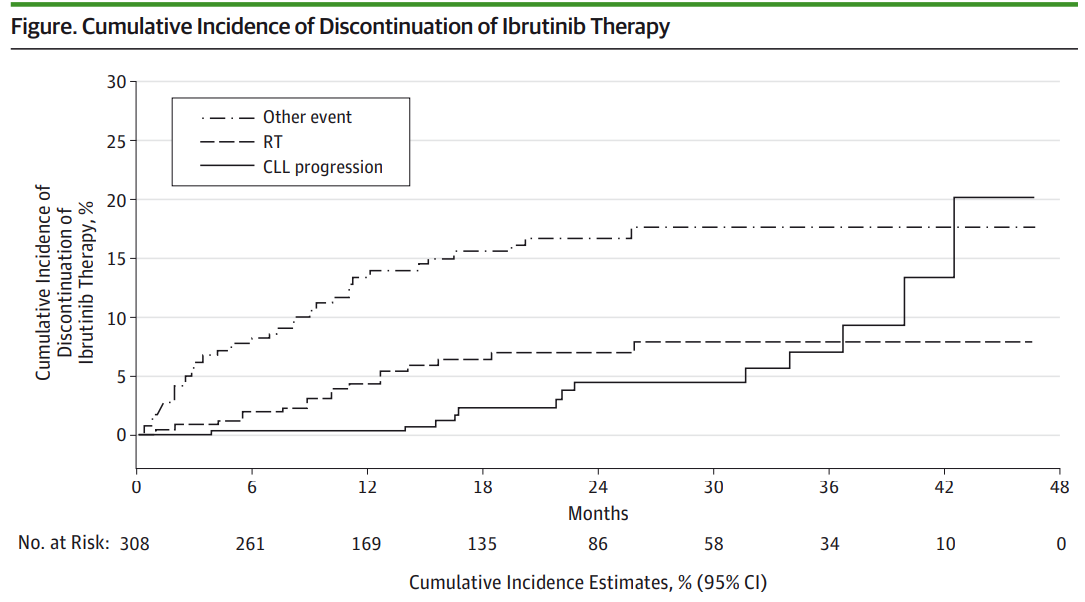 Figure. Cumulative Incidence of Discontinuation of Ibrutinib Therapy
Cumulative Incidence of
Discontinuation of
Ibrutinib Therapy, %
30
25
20
15
10
5
0
Other event
RT
CLL progression
0 6 12 18 24 30 36 42 48
Months
No. at Risk: 308 261 169 135 86 58 34 10 0
Cumulative Incidence Estimates, % (95% CI)